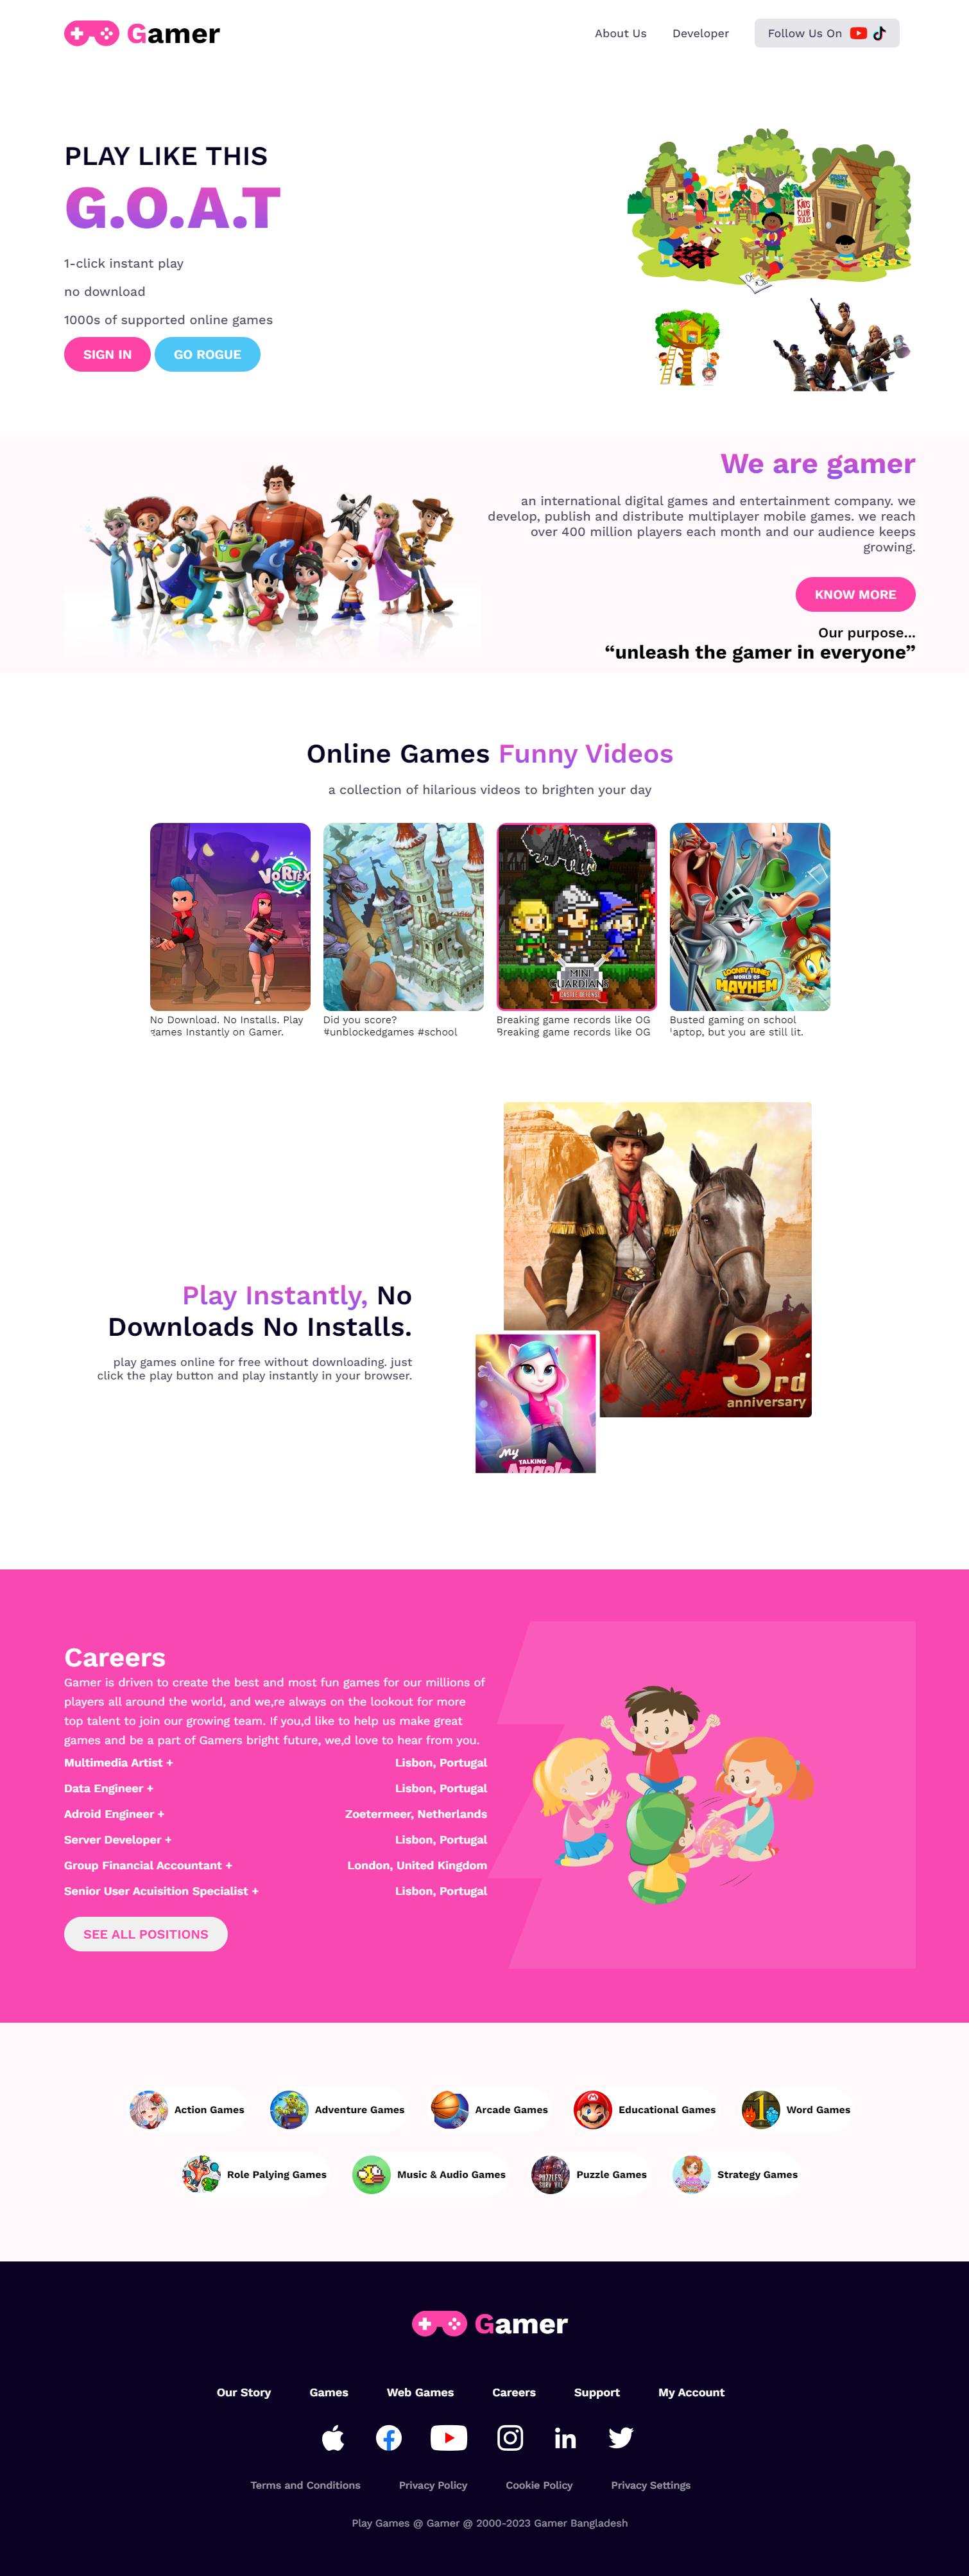 Gamer
About Us
Developer
Follow Us On
PLAY LIKE THIS
G.O.A.T
1-click instant play
no download
1000s of supported online games
SIGN IN
GO ROGUE
KIDS
CLUB
RULES
We are gamer
an international digital games and entertainment company. we
develop, publish and distribute multiplayer mobile games. we reach
over 400 million players each month and our audience keeps
growing.
KNOW MORE
Our purpose...
“unleash the gamer in everyone”
Online Games Funny Videos
a collection of hilarious videos to brighten your day
VORTEX
MINI
GUARDIANS
CASTLE DEFENSE
LOONEY TUNES
WORLD OF
MAYHEM
No Download. No Installs. Play
games Instantly on Gamer.
Did you score?
#unblockedgames #school
Breaking game records like OG
Breaking game records like OG
Busted gaming on school
laptop, but you are still lit.
3rd
anniversary
Play Instantly, No
Downloads No Installs.
play games online for free without downloading. just
click the play button and play instantly in your browser.
My
TALKING
Angela
Careers
Gamer is driven to create the best and most fun games for our millions of
players all around the world, and we,re always on the lookout for more
top talent to join our growing team. If you,d like to help us make great
games and be a part of Gamers bright future, we,d love to hear from you.
Multimedia Artist + Lisbon, Portugal
Data Engineer + Lisbon, Portugal
Adroid Engineer + Zoetermeer, Netherlands
Server Developer + Lisbon, Portugal
Group Financial Accountant + London, United Kingdom
Senior User Acuisition Specialist + Lisbon, Portugal
SEE ALL POSITIONS
Action Games
Adventure Games
Arcade Games
Educational Games
1
Word Games
Role Palying Games
Music & Audio Games
Puzzle Games
Strategy Games
Gamer
Our Story
Games
Web Games
Careers
Support
My Account
in
Terms and Conditions
Privacy Policy
Cookie Policy
Privacy Settings
Play Games @ Gamer @ 2000-2023 Gamer Bangladesh